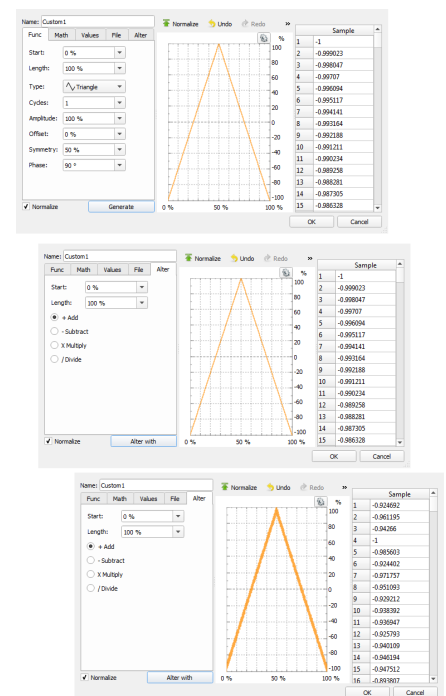 Name: Custom1
Normalize Undo Redo »
Func Math Values File Alter
Start: 0 %
Length: 100 %
Type: Triangle
Cycles: 1
Amplitude: 100 %
Offset: 0 %
Symmetry: 50 %
Phase: 90 °
Normalize Generate
%
100
80
60
40
20
0
-20
-40
-60
-80
-100
0 % 50 % 100 %
Sample
1 -1
2 -0.999023
3 -0.998047
4 -0.99707
5 -0.996094
6 -0.995117
7 -0.994141
8 -0.993164
9 -0.992188
10 -0.991211
11 -0.990234
12 -0.989258
13 -0.988281
14 -0.987305
15 -0.986328
OK Cancel
Name: Custom1
Normalize Undo Redo »
Func Math Values File Alter
Start: 0 %
Length: 100 %
+ Add
- Subtract
X Multiply
/ Divide
Normalize Alter with
%
100
80
60
40
20
0
-20
-40
-60
-80
-100
0 % 50 % 100 %
Sample
1 -1
2 -0.999023
3 -0.998047
4 -0.99707
5 -0.996094
6 -0.995117
7 -0.994141
8 -0.993164
9 -0.992188
10 -0.991211
11 -0.990234
12 -0.989258
13 -0.988281
14 -0.987305
15 -0.986328
OK Cancel
Name: Custom1
Normalize Undo Redo »
Func Math Values File Alter
Start: 0 %
Length: 100 %
+ Add
- Subtract
X Multiply
/ Divide
Normalize Alter with
%
100
80
60
40
20
0
-20
-40
-60
-80
-100
0 % 50 % 100 %
Sample
1 -0.924692
2 -0.961195
3 -0.94266
4 -1
5 -0.985603
6 -0.924402
7 -0.971757
8 -0.951093
9 -0.929212
10 -0.938392
11 -0.936947
12 -0.925793
13 -0.940109
14 -0.946194
15 -0.947512
16 -0.893807
OK Cancel